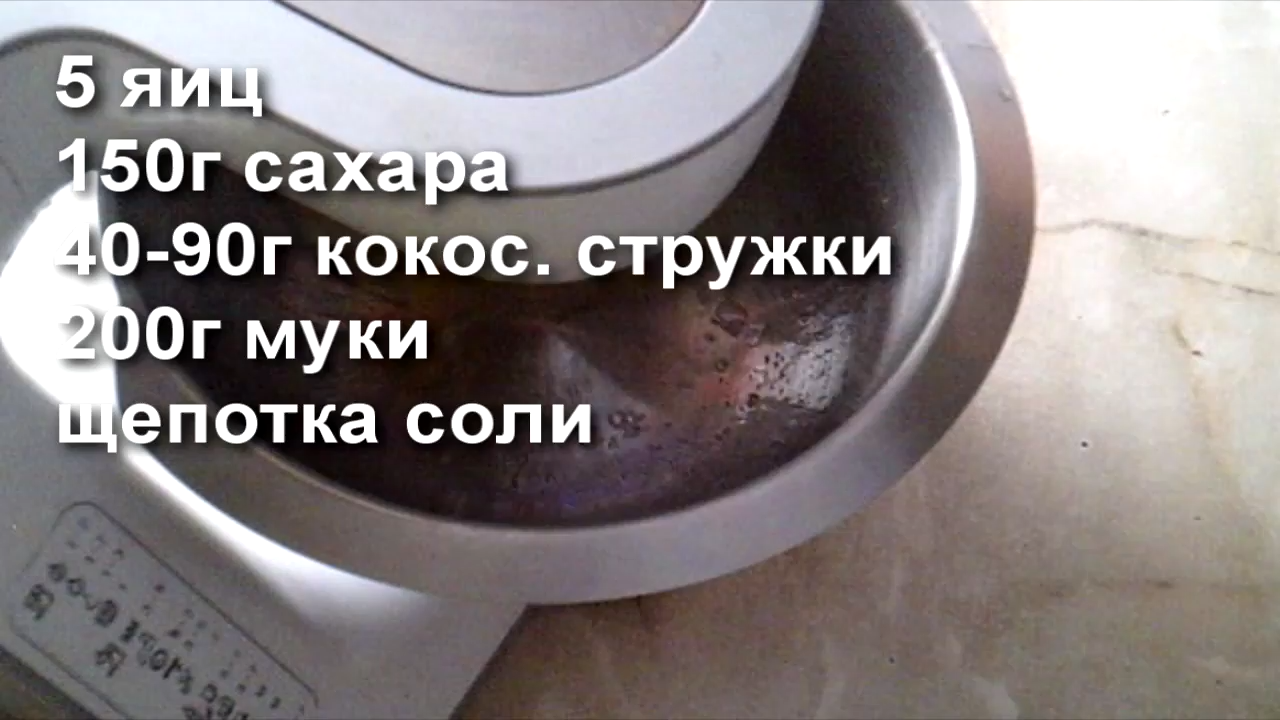 5 яиц
150г сахара
40-90г кокос. стружки
200г муки
щепотка соли